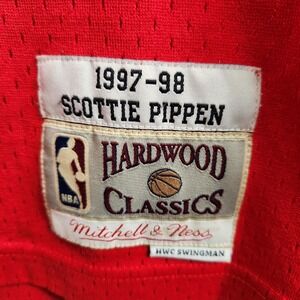 1997-98
SCOTTIE PIPPEN
NBA
HARDWOOD
CLASSICS
Mitchell & Ness
HWC SWINGMAN